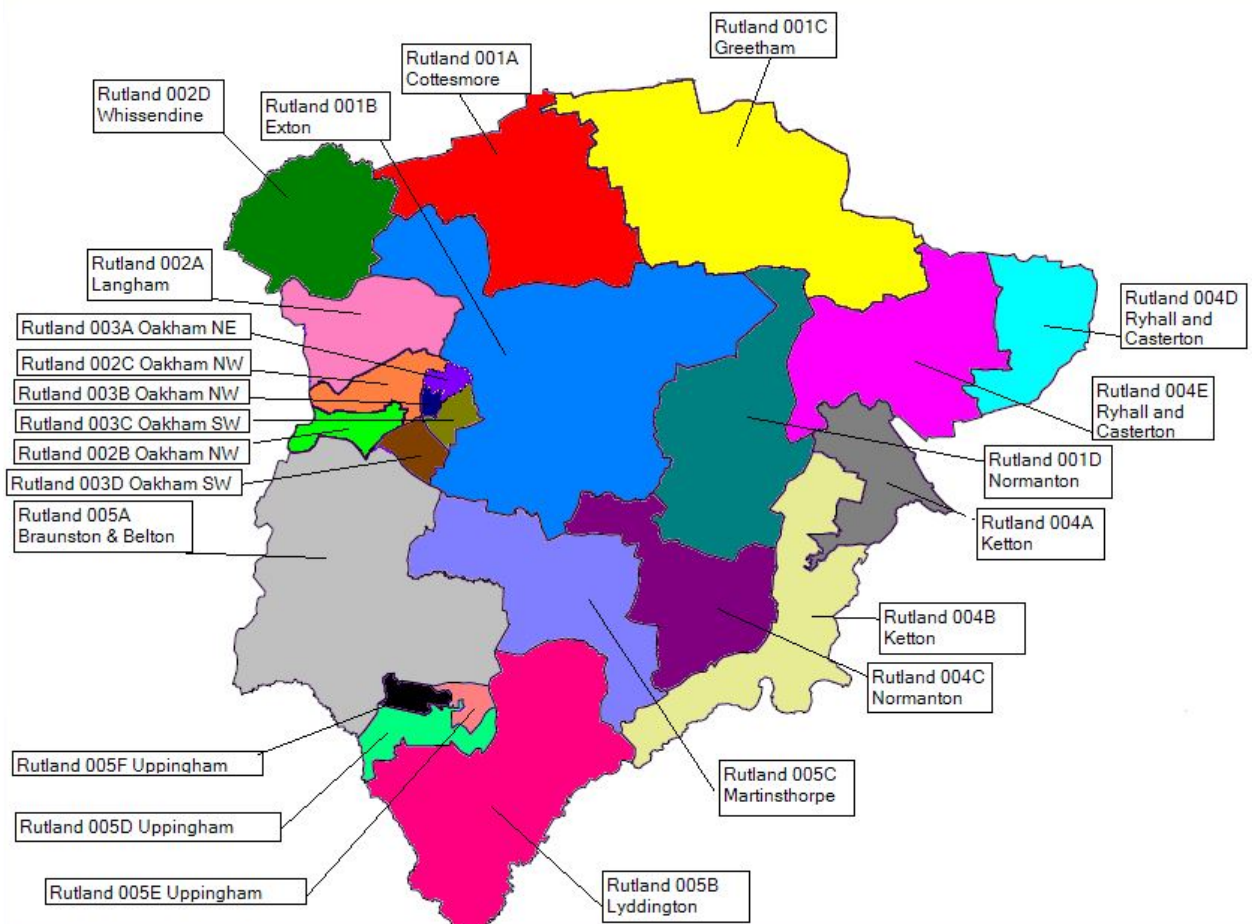 Rutland 001C
Greetham
Rutland 001A
Cottesmore
Rutland 002D
Whissendine
Rutland 001B
Exton
Rutland 002A
Langham
Rutland 003A Oakham NE
Rutland 002C Oakham NW
Rutland 003B Oakham NW
Rutland 003C Oakham SW
Rutland 002B Oakham NW
Rutland 003D Oakham SW
Rutland 005A
Braunston & Belton
Rutland 004D
Ryhall and
Casterton
Rutland 004E
Ryhall and
Casterton
Rutland 001D
Normanton
Rutland 004A
Ketton
Rutland 004B
Ketton
Rutland 004C
Normanton
Rutland 005C
Martinsthorpe
Rutland 005F Uppingham
Rutland 005D Uppingham
Rutland 005E Uppingham
Rutland 005B
Lyddington